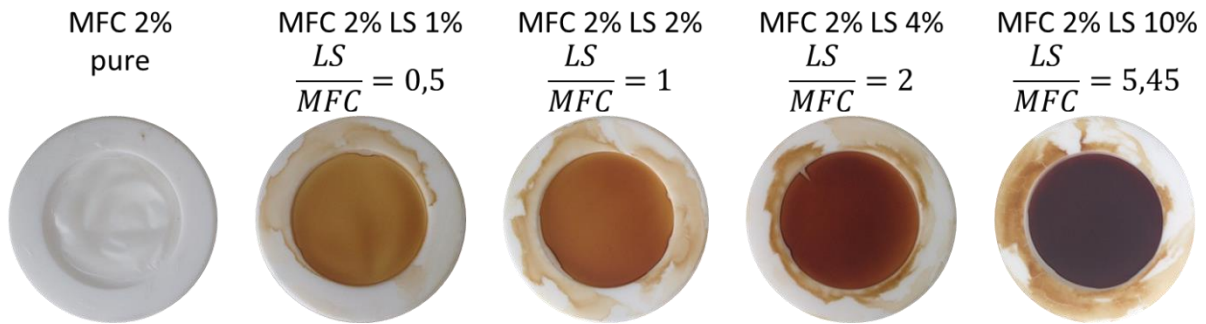 MFC 2%
pure
MFC 2% LS 1%
LS
MFC = 0,5
MFC 2% LS 2%
LS
MFC = 1
MFC 2% LS 4%
LS
MFC = 2
MFC 2% LS 10%
LS
MFC = 5,45